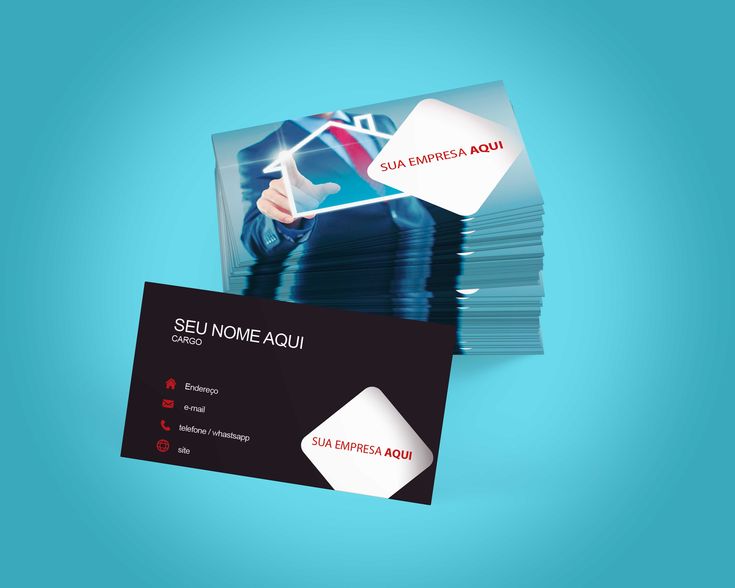 SUA EMPRESA AQUI
SEU NOME AQUI
CARGO
Endereço
e-mail
telefone / whastsapp
site
SUA EMPRESA AQUI